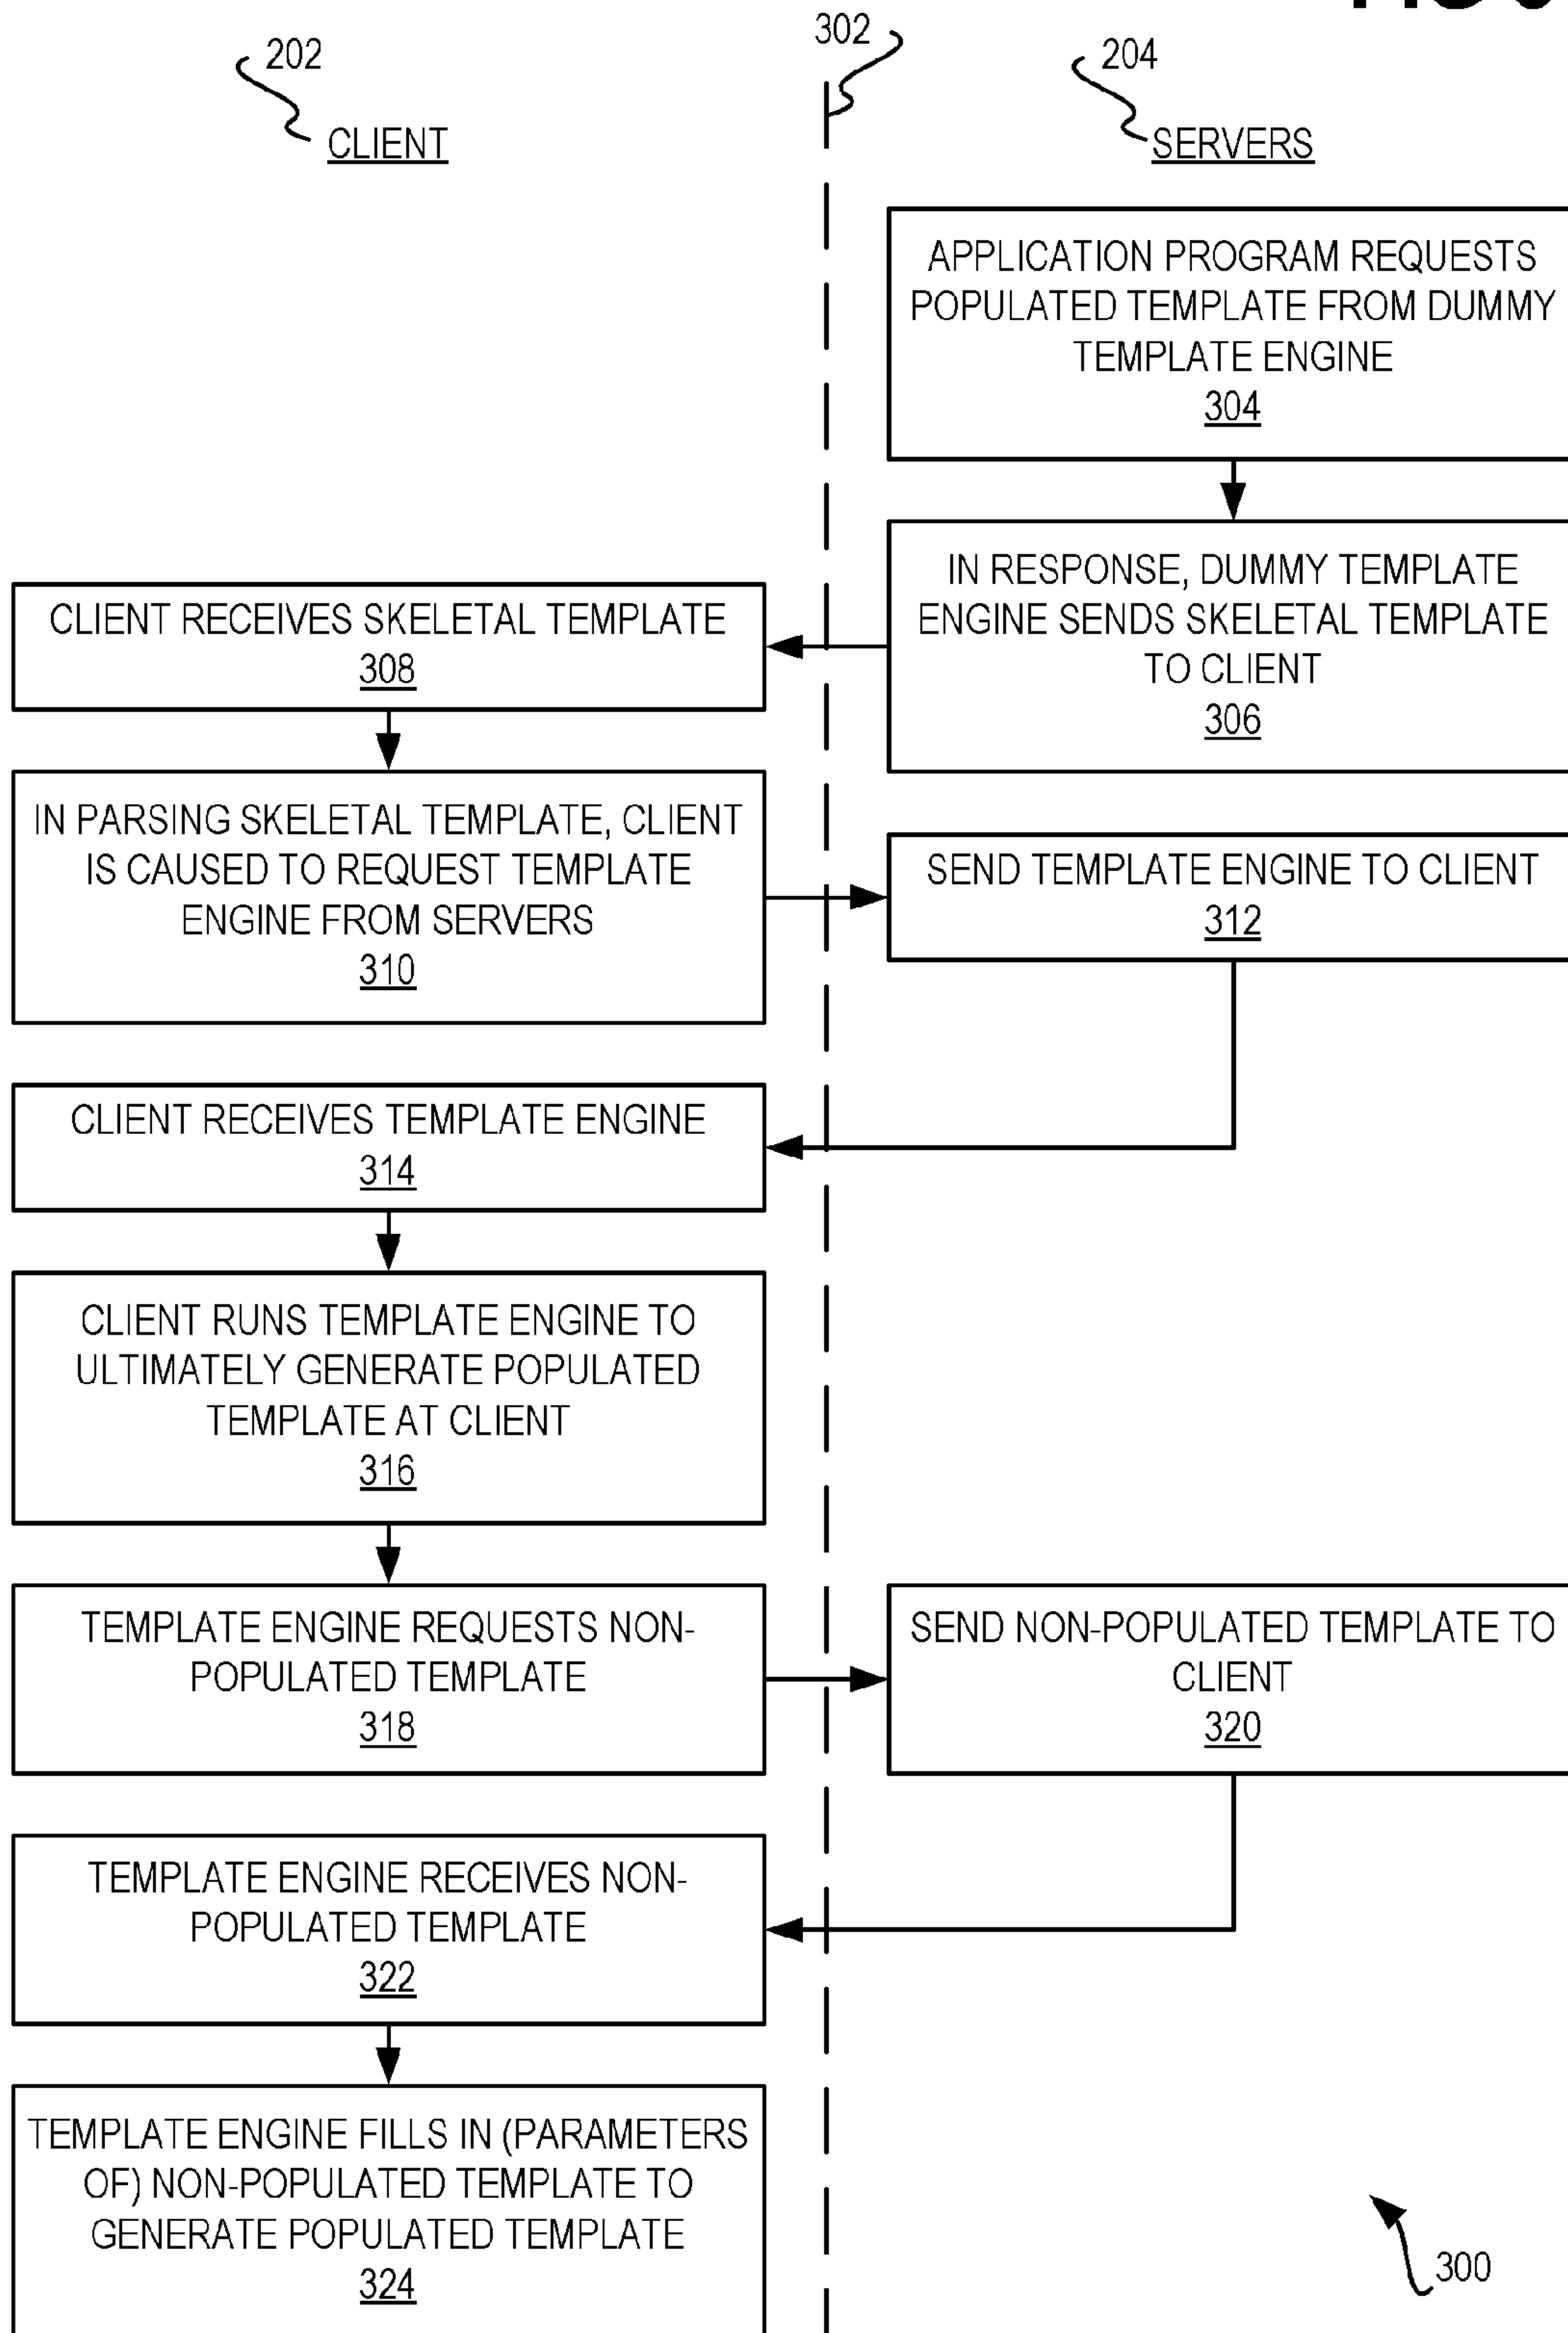 202
302
204
CLIENT
SERVERS
APPLICATION PROGRAM REQUESTS
POPULATED TEMPLATE FROM DUMMY
TEMPLATE ENGINE
304
IN RESPONSE, DUMMY TEMPLATE
ENGINE SENDS SKELETAL TEMPLATE
TO CLIENT
306
CLIENT RECEIVES SKELETAL TEMPLATE
308
IN PARSING SKELETAL TEMPLATE, CLIENT
IS CAUSED TO REQUEST TEMPLATE
ENGINE FROM SERVERS
310
SEND TEMPLATE ENGINE TO CLIENT
312
CLIENT RECEIVES TEMPLATE ENGINE
314
CLIENT RUNS TEMPLATE ENGINE TO
ULTIMATELY GENERATE POPULATED
TEMPLATE AT CLIENT
316
TEMPLATE ENGINE REQUESTS NON-
POPULATED TEMPLATE
318
SEND NON-POPULATED TEMPLATE TO
CLIENT
320
TEMPLATE ENGINE RECEIVES NON-
POPULATED TEMPLATE
322
TEMPLATE ENGINE FILLS IN (PARAMETERS
OF) NON-POPULATED TEMPLATE TO
GENERATE POPULATED TEMPLATE
324
300